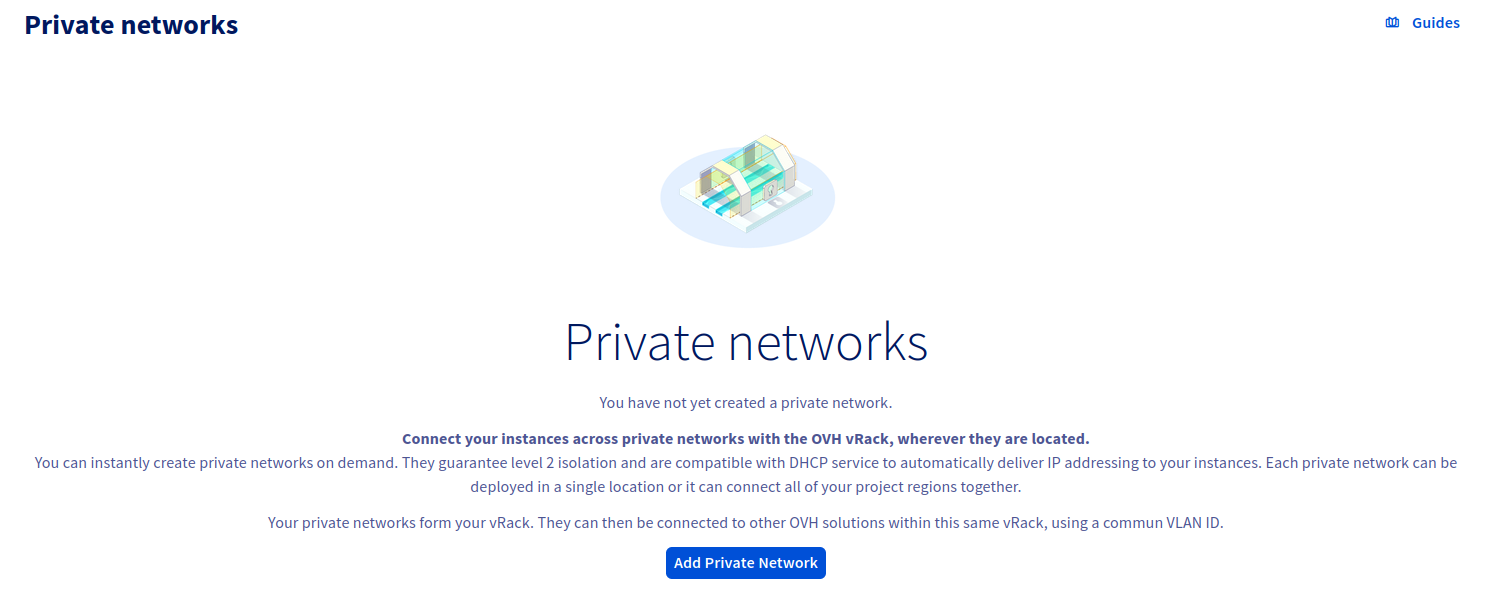 Private networks
Guides
Private networks
You have not yet created a private network.
Connect your instances across private networks with the OVH vRack, wherever they are located.
You can instantly create private networks on demand. They guarantee level 2 isolation and are compatible with DHCP service to automatically deliver IP addressing to your instances. Each private network can be
deployed in a single location or it can connect all of your project regions together.
Your private networks form your vRack. They can then be connected to other OVH solutions within this same vRack, using a commun VLAN ID.
Add Private Network